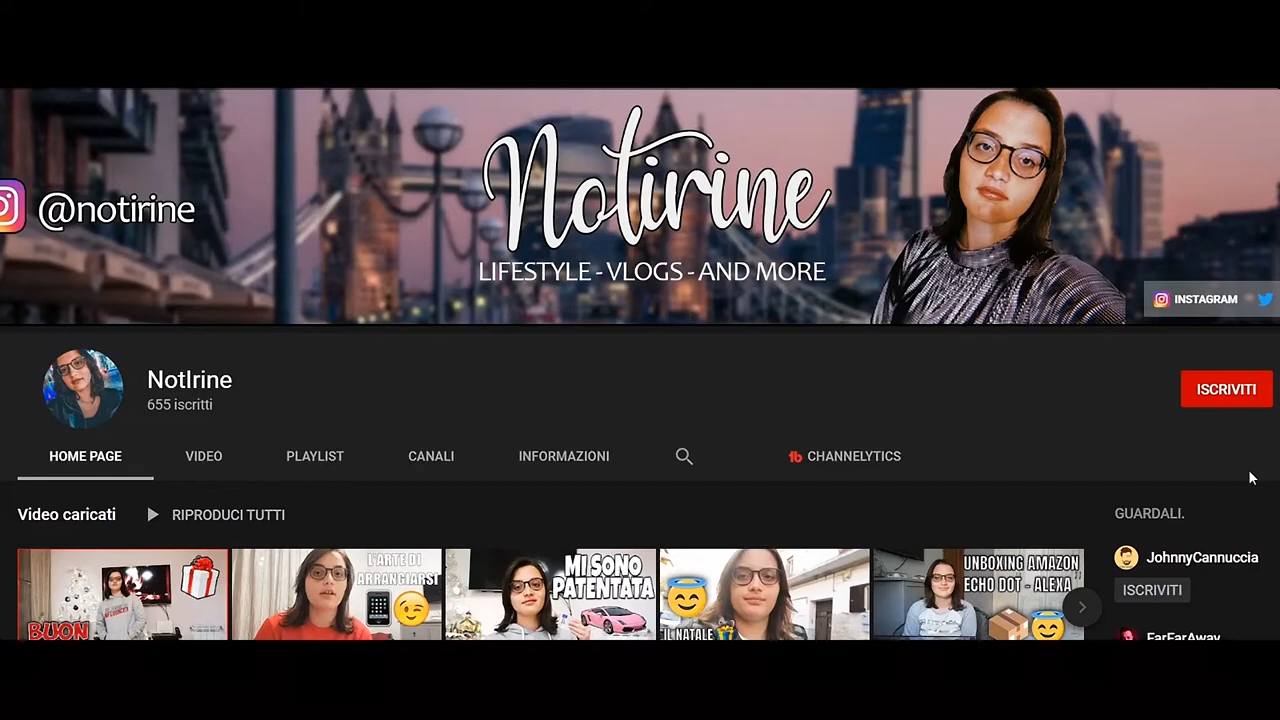 @notirine
Notirine
LIFESTYLE - VLOGS - AND MORE
INSTAGRAM
NotIrine
655 iscritti
ISCRIVITI
HOME PAGE
VIDEO
PLAYLIST
CANALI
INFORMAZIONI
CHANNELYTICS
Video caricati
RIPRODUCI TUTTI
GUARDALI.
BUON
L'ARTE DI
ARRANGIARSI
MI SONO
PATENTATA
IL NATALE
UNBOXING AMAZON
ECHO DOT - ALEXA
JohnnyCannuccia
ISCRIVITI
FarFarAway